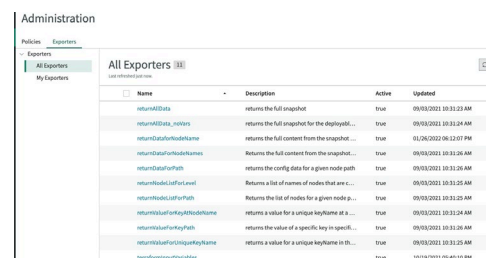 Administration
Policies Exporters
Exporters
All Exporters
My Exporters
All Exporters 11
Last refreshed just now.
Name Description Active Updated
returnAllData returns the full snapshot true 09/03/2021 10:31:23 AM
returnAllData_noVars returns the full snapshot for the deployabl... true 09/03/2021 10:31:24 AM
returnDataforNodeName returns the full content from the snapshot ... true 01/26/2022 06:12:07 PM
returnDataForNodeNames Returns the full content from the snapshot... true 09/03/2021 10:31:26 AM
returnDataForPath returns the config data for a given node path true 09/03/2021 10:31:26 AM
returnNodeListForLevel Returns a list of names of nodes that are c... true 09/03/2021 10:31:25 AM
returnNodeListForPath Returns the list of nodes for a given node p... true 09/03/2021 10:31:25 AM
returnValueForKeyAtNodeName returns a value for a unique keyName at a ... true 09/03/2021 10:31:24 AM
returnValueForKeyPath returns the value of a specific key in specifi... true 09/03/2021 10:31:26 AM
returnValueForUniqueKeyName returns a value for a unique keyName in th... true 09/03/2021 10:31:25 AM